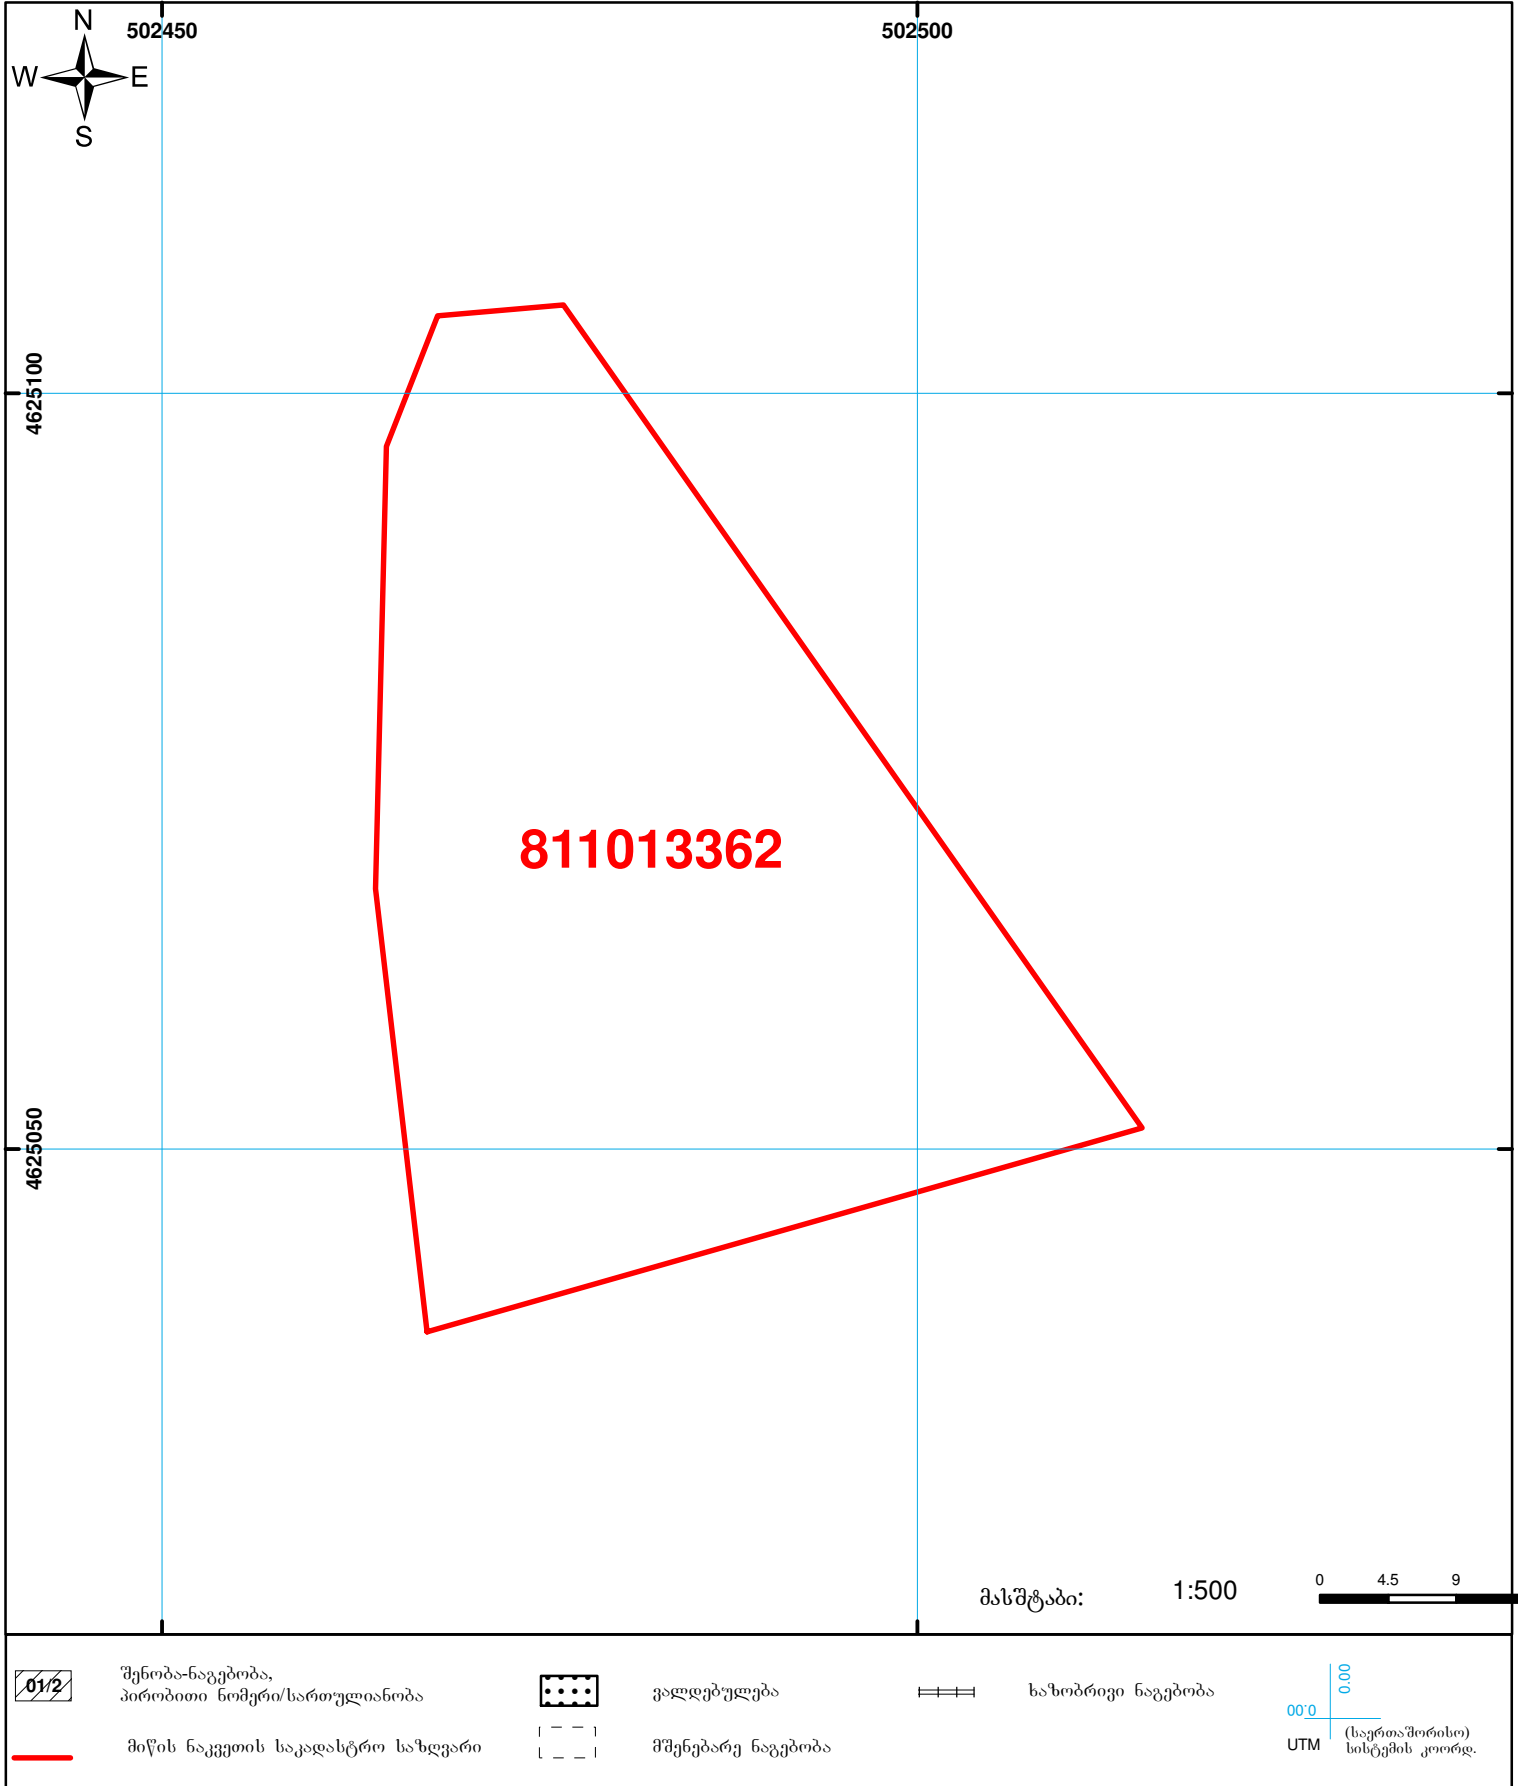 N
502450
502500
W
E
S
4625100
811013362
4625050
მასშტაბი:
1:500
0
4.5
9
01/2
შენობა-ნაგებობა,
პირობითი ნომერი/სართულიანობა
ვალდებულება
ხაზობრივი ნაგებობა
00.0
0.00
UTM
(საერთაშორისო)
სისტემის კოორდ.
მიწის ნაკვეთის საკადასტრო საზღვარი
მშენებარე ნაგებობა